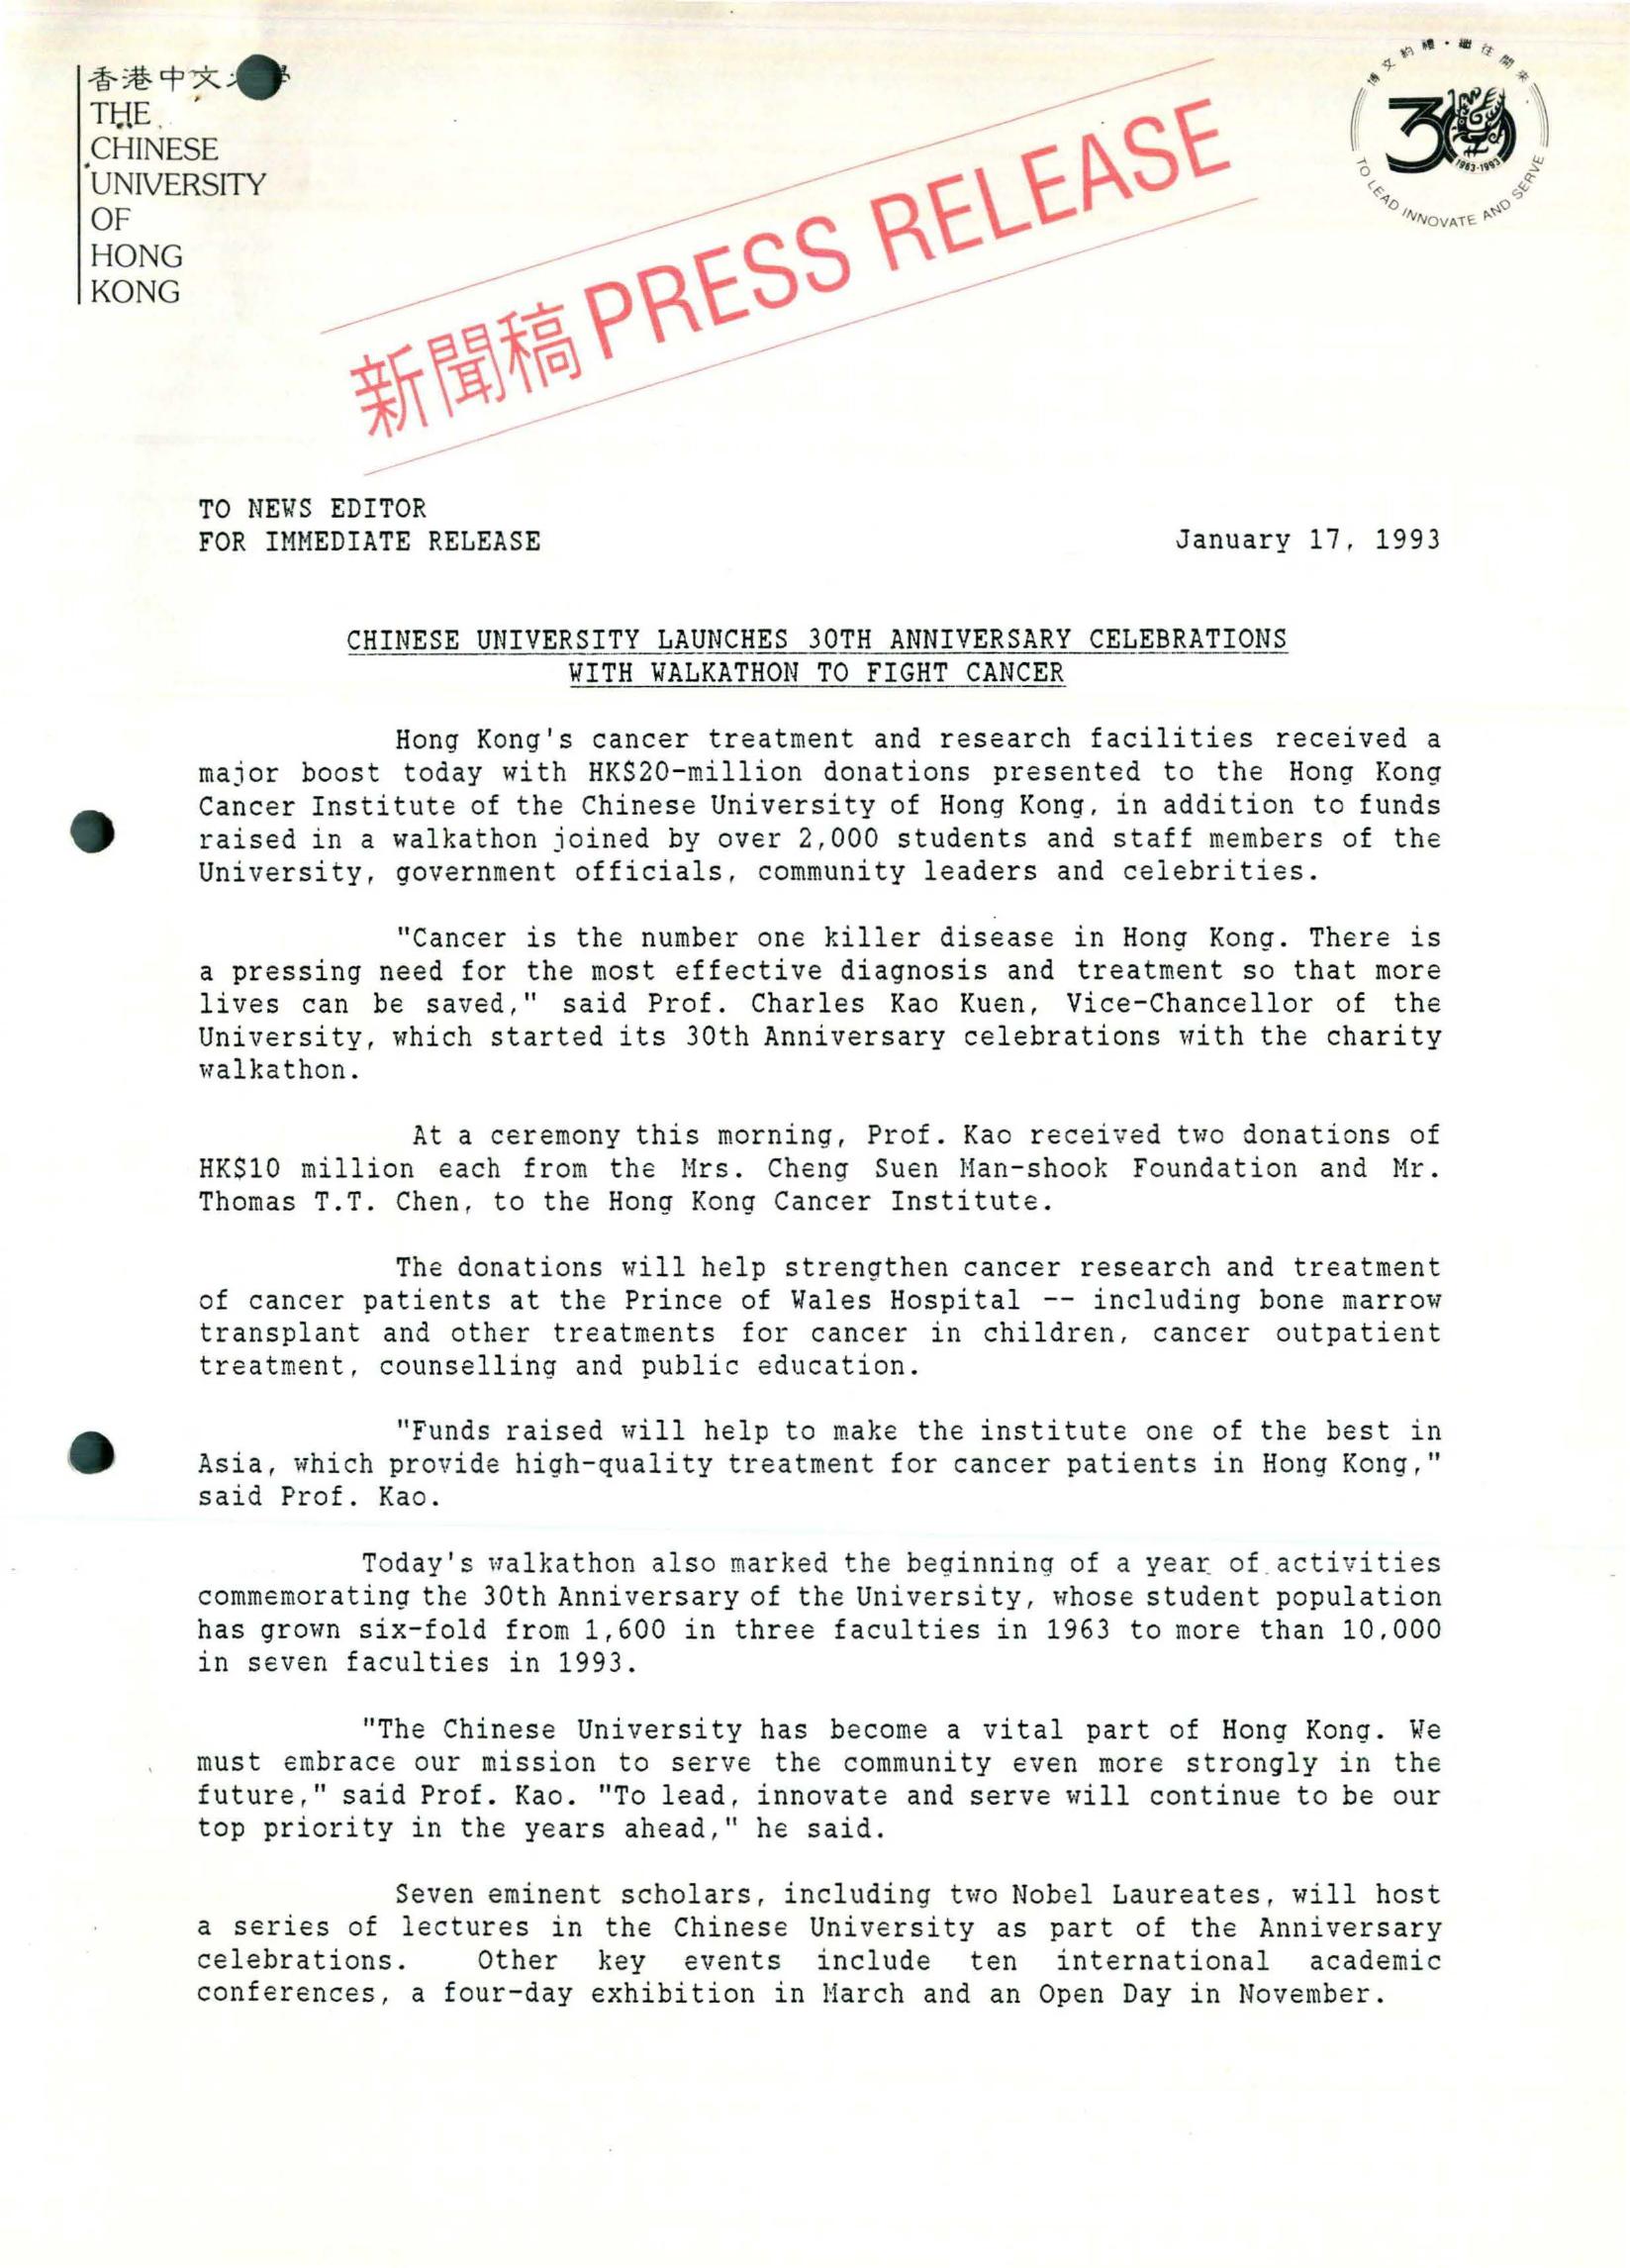 香港中文大學
THE
CHINESE
UNIVERSITY
OF
HONG
KONG
博文約禮・繼往開來
30
1963-1993
TO LEAD INNOVATE AND SERVE
新聞稿 PRESS RELEASE
TO NEWS EDITOR
FOR IMMEDIATE RELEASE
January 17, 1993
CHINESE UNIVERSITY LAUNCHES 30TH ANNIVERSARY CELEBRATIONS
WITH WALKATHON TO FIGHT CANCER
Hong Kong's cancer treatment and research facilities received a
major boost today with HK$20-million donations presented to the Hong Kong
Cancer Institute of the Chinese University of Hong Kong, in addition to funds
raised in a walkathon joined by over 2,000 students and staff members of the
University, government officials, community leaders and celebrities.
"Cancer is the number one killer disease in Hong Kong. There is
a pressing need for the most effective diagnosis and treatment so that more
lives can be saved," said Prof. Charles Kao Kuen, Vice-Chancellor of the
University, which started its 30th Anniversary celebrations with the charity
walkathon.
At a ceremony this morning, Prof. Kao received two donations of
HK$10 million each from the Mrs. Cheng Suen Man-shook Foundation and Mr.
Thomas T.T. Chen, to the Hong Kong Cancer Institute.
The donations will help strengthen cancer research and treatment
of cancer patients at the Prince of Wales Hospital -- including bone marrow
transplant and other treatments for cancer in children, cancer outpatient
treatment, counselling and public education.
"Funds raised will help to make the institute one of the best in
Asia, which provide high-quality treatment for cancer patients in Hong Kong,"
said Prof. Kao.
Today's walkathon also marked the beginning of a year of activities
commemorating the 30th Anniversary of the University, whose student population
has grown six-fold from 1,600 in three faculties in 1963 to more than 10,000
in seven faculties in 1993.
"The Chinese University has become a vital part of Hong Kong. We
must embrace our mission to serve the community even more strongly in the
future," said Prof. Kao. "To lead, innovate and serve will continue to be our
top priority in the years ahead," he said.
Seven eminent scholars, including two Nobel Laureates, will host
a series of lectures in the Chinese University as part of the Anniversary
celebrations. Other key events include ten international academic
conferences, a four-day exhibition in March and an Open Day in November.